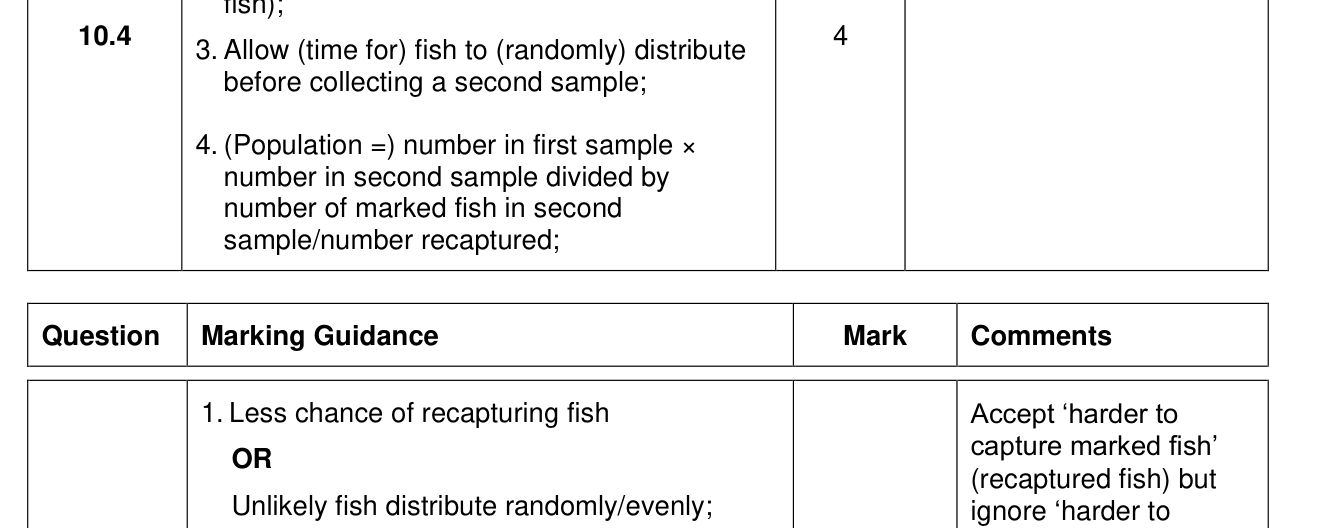 fish);
10.4
3. Allow (time for) fish to (randomly) distribute
before collecting a second sample;
4
4. (Population =) number in first sample ×
number in second sample divided by
number of marked fish in second
sample/number recaptured;
Question Marking Guidance Mark Comments
1. Less chance of recapturing fish
OR
Unlikely fish distribute randomly/evenly;
Accept ‘harder to
capture marked fish’
(recaptured fish) but
ignore ‘harder to